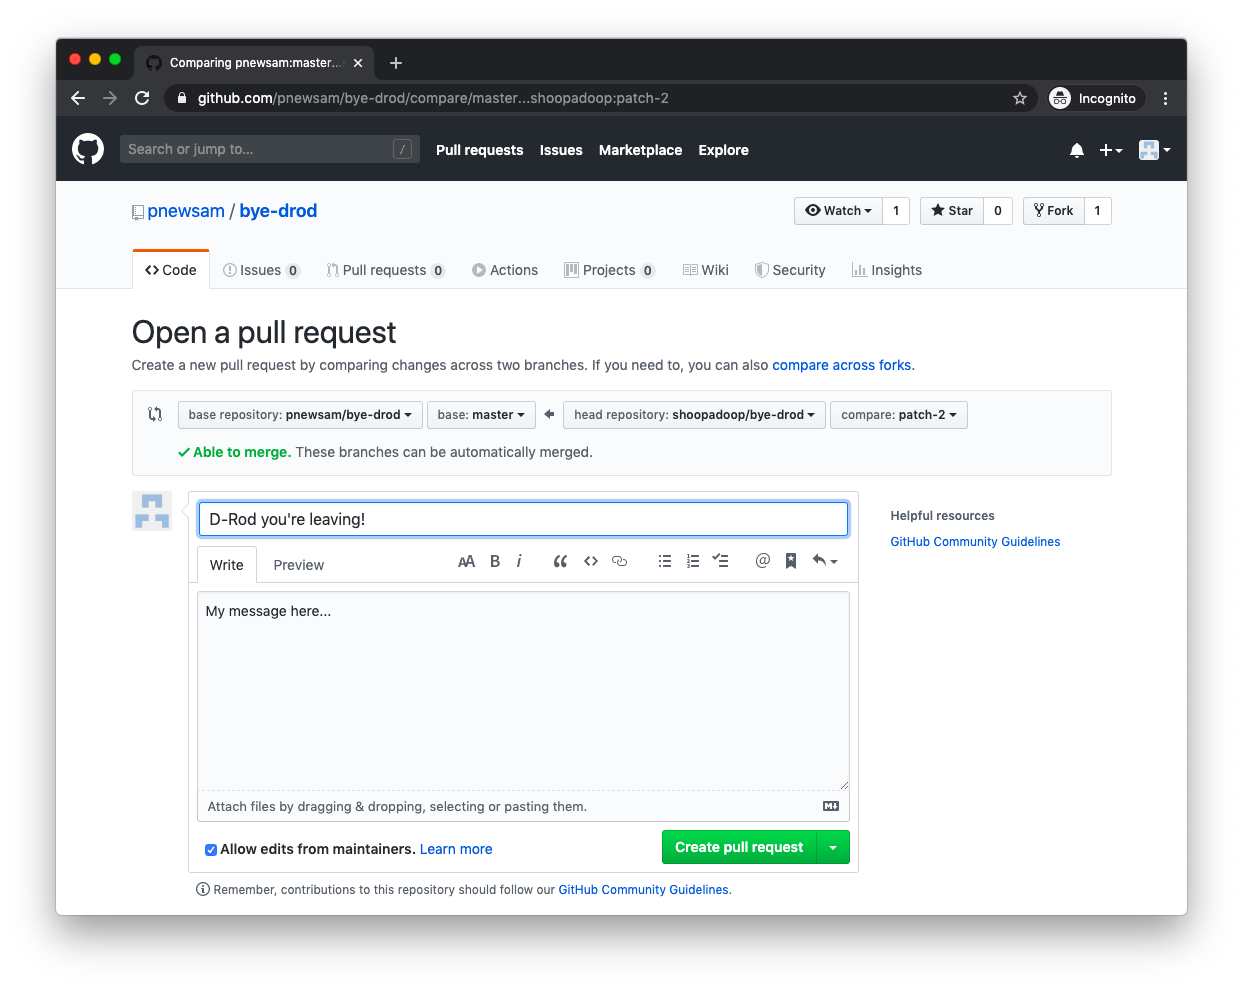 Comparing pnewsam:master...
github.com/pnewsam/bye-drod/compare/master...shoopadoop:patch-2
Incognito
Search or jump to... /
Pull requests Issues Marketplace Explore
pnewsam / bye-drod
Watch 1 Star 0 Fork 1
Code Issues 0 Pull requests 0 Actions Projects 0 Wiki Security Insights
Open a pull request
Create a new pull request by comparing changes across two branches. If you need to, you can also compare across forks.
base repository: pnewsam/bye-drod base: master head repository: shoopadoop/bye-drod compare: patch-2
Able to merge. These branches can be automatically merged.
D-Rod you're leaving!
Helpful resources
GitHub Community Guidelines
Write Preview AA B i “ <> @
My message here...
Attach files by dragging & dropping, selecting or pasting them.
Allow edits from maintainers. Learn more
Create pull request
Remember, contributions to this repository should follow our GitHub Community Guidelines.